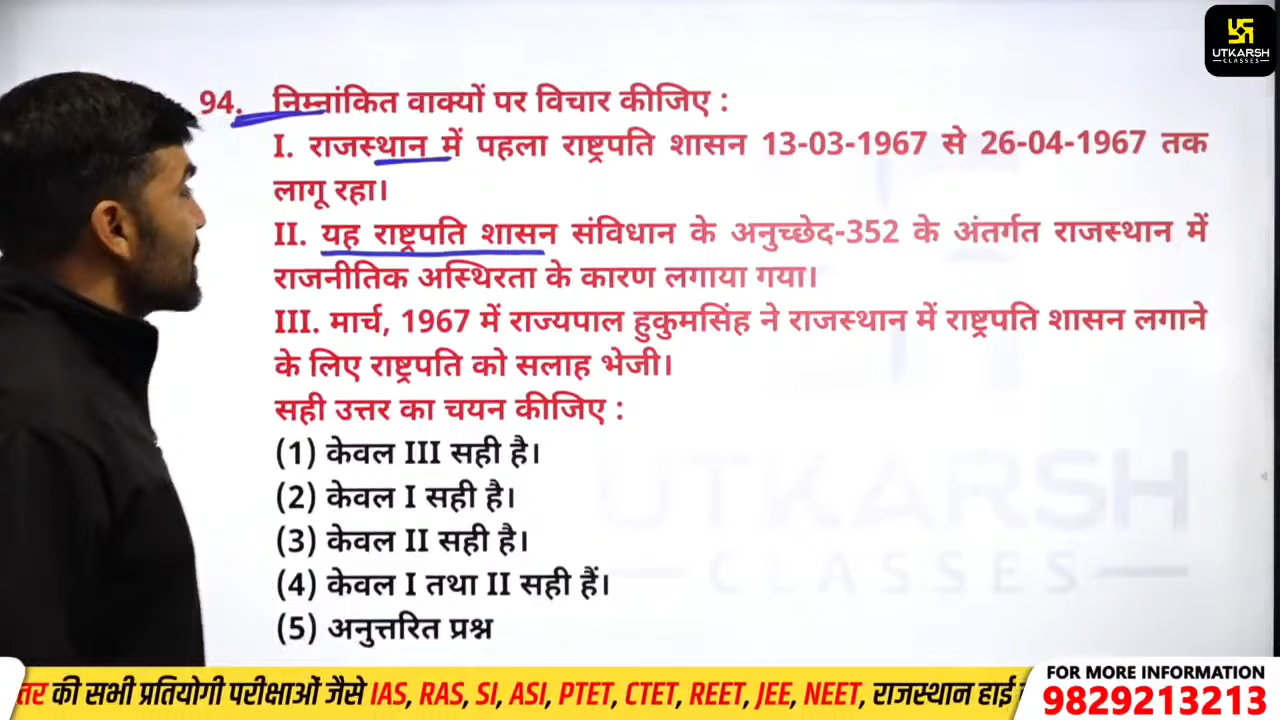 UTKARSH
CLASSES
94. निम्नांकित वाक्यों पर विचार कीजिए :
I. राजस्थान में पहला राष्ट्रपति शासन 13-03-1967 से 26-04-1967 तक
लागू रहा।
II. यह राष्ट्रपति शासन संविधान के अनुच्छेद-352 के अंतर्गत राजस्थान में
राजनीतिक अस्थिरता के कारण लगाया गया।
III. मार्च, 1967 में राज्यपाल हुकुमसिंह ने राजस्थान में राष्ट्रपति शासन लगाने
के लिए राष्ट्रपति को सलाह भेजी।
सही उत्तर का चयन कीजिए :
(1) केवल III सही है।
(2) केवल I सही है।
(3) केवल II सही है।
(4) केवल I तथा II सही हैं।
(5) अनुत्तरित प्रश्न
UTKARSH
CLASSES
की सभी प्रतियोगी परीक्षाओं जैसे IAS, RAS, SI, ASI, PTET, CTET, REET, JEE, NEET, राजस्थान हाई
FOR MORE INFORMATION
9829213213